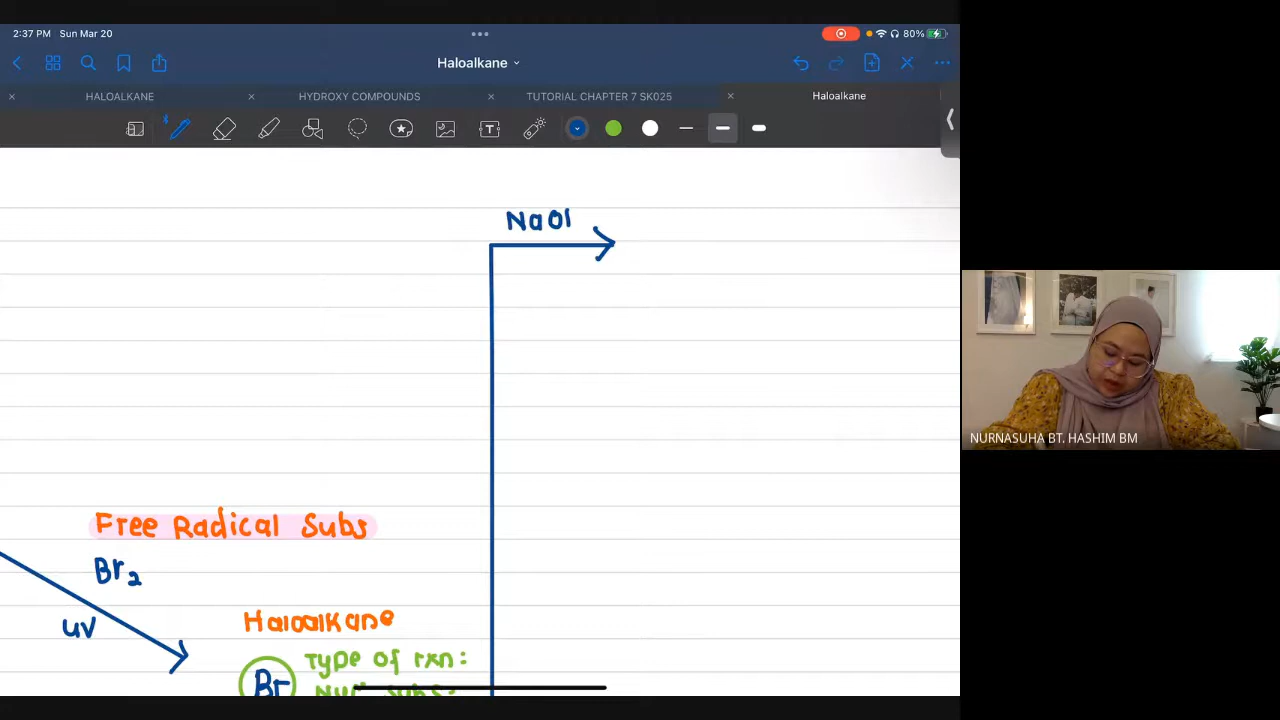 2:37 PM Sun Mar 20
80%
Haloalkane
HALOALKANE
HYDROXY COMPOUNDS
TUTORIAL CHAPTER 7 SK025
Haloalkane
T
NaOl
Free Radical Subs
Br2
uv
Haloalkane
Type of rxn:
Br
NURNASUHA BT. HASHIM BM